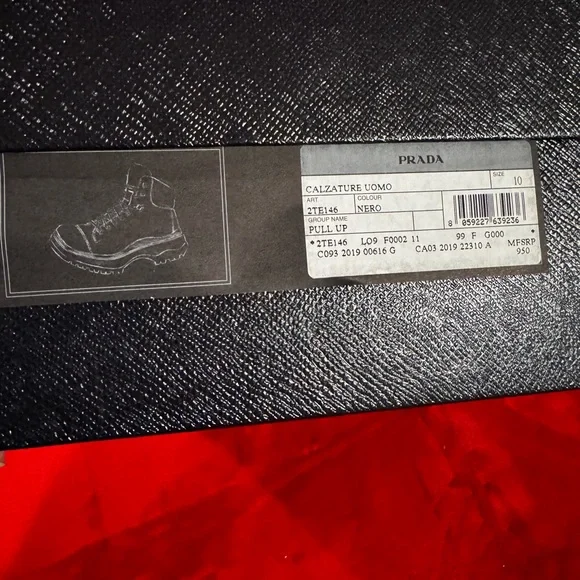 PRADA
CALZATURE UOMO
SIZE 10
ART COLOUR
2TE146 NERO
GROUP NAME
PULL UP
8 059227 639236
*2TE146 LO9 F0002 11 99 F G000 *
C093 2019 00616 G CA03 2019 22310 A MFSRP
950